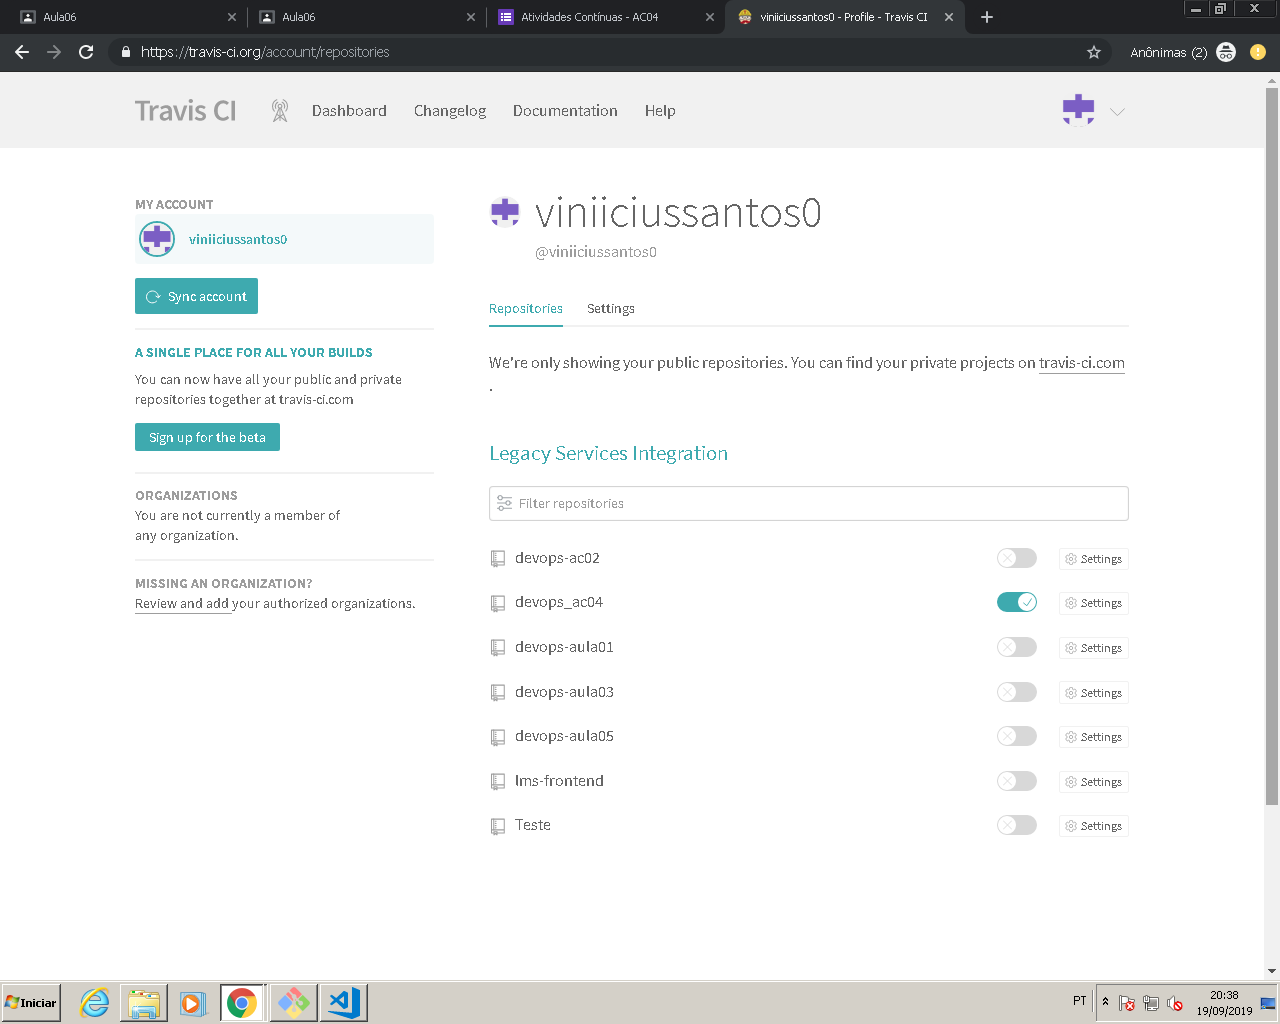 Aula06
Aula06
Atividades Contínuas - AC04
viniiciussantos0 - Profile - Travis CI
https://travis-ci.org/account/repositories
Anônimas (2)
Travis CI
Dashboard
Changelog
Documentation
Help
MY ACCOUNT
viniiciussantos0
Sync account
A SINGLE PLACE FOR ALL YOUR BUILDS
You can now have all your public and private
repositories together at travis-ci.com
Sign up for the beta
ORGANIZATIONS
You are not currently a member of
any organization.
MISSING AN ORGANIZATION?
Review and add your authorized organizations.
viniiciussantos0
@viniiciussantos0
Repositories
Settings
We're only showing your public repositories. You can find your private projects on travis-ci.com
.
Legacy Services Integration
Filter repositories
devops-ac02
Settings
devops_ac04
Settings
devops-aula01
Settings
devops-aula03
Settings
devops-aula05
Settings
lms-frontend
Settings
Teste
Settings
Iniciar
PT
20:38
19/09/2019